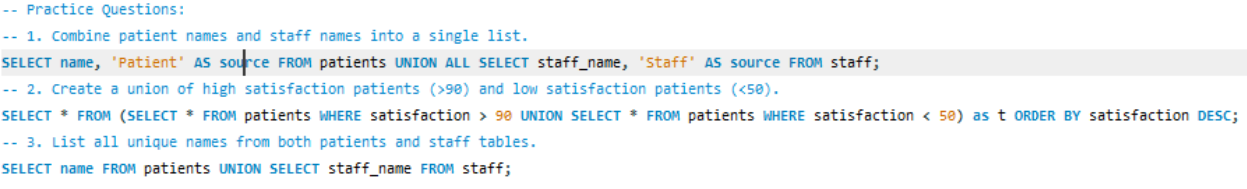 -- Practice Questions:
-- 1. Combine patient names and staff names into a single list.
SELECT name, 'Patient' AS source FROM patients UNION ALL SELECT staff_name, 'Staff' AS source FROM staff;
-- 2. Create a union of high satisfaction patients (>90) and low satisfaction patients (<50).
SELECT * FROM (SELECT * FROM patients WHERE satisfaction > 90 UNION SELECT * FROM patients WHERE satisfaction < 50) as t ORDER BY satisfaction DESC;
-- 3. List all unique names from both patients and staff tables.
SELECT name FROM patients UNION SELECT staff_name FROM staff;